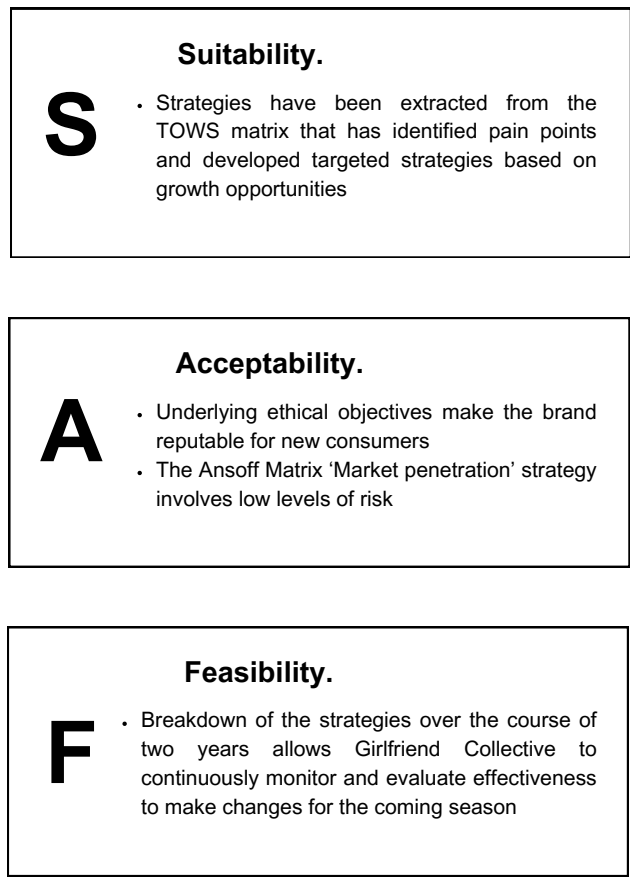 Suitability.
S
• Strategies have been extracted from the
TOWS matrix that has identified pain points
and developed targeted strategies based on
growth opportunities
Acceptability.
A
• Underlying ethical objectives make the brand
reputable for new consumers
• The Ansoff Matrix ‘Market penetration’ strategy
involves low levels of risk
Feasibility.
F
• Breakdown of the strategies over the course of
two years allows Girlfriend Collective to
continuously monitor and evaluate effectiveness
to make changes for the coming season